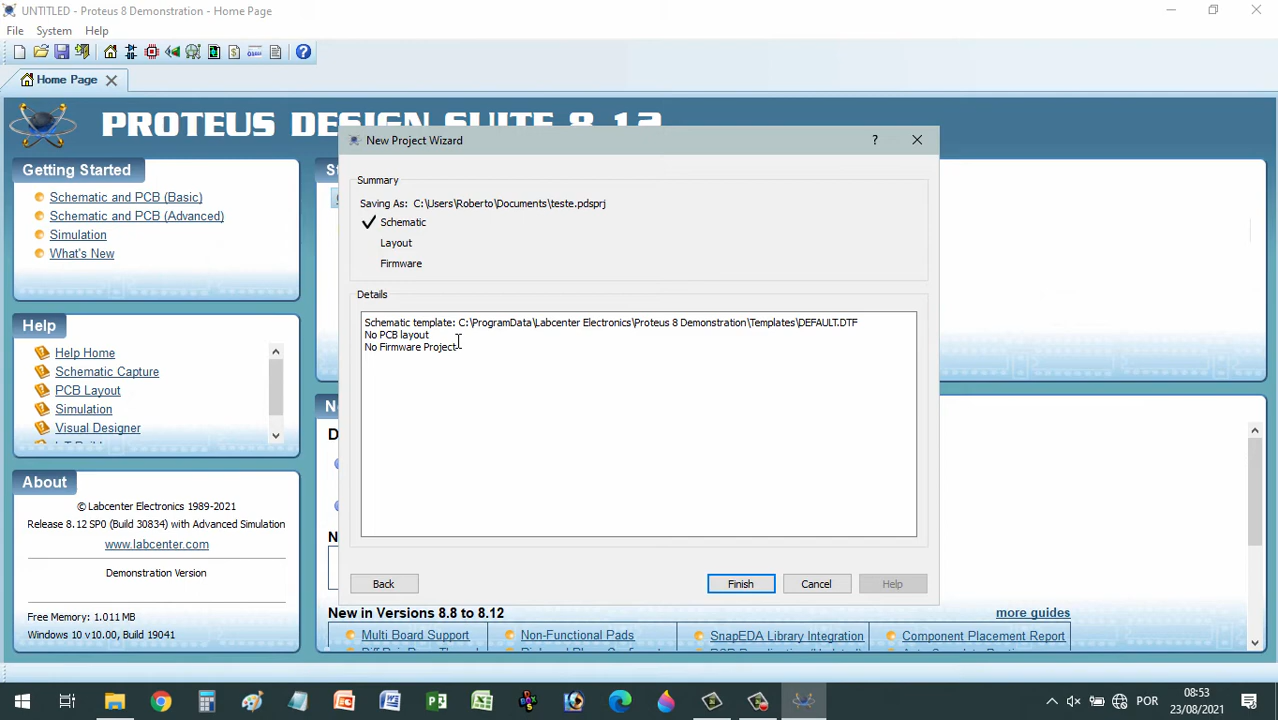 UNTITLED - Proteus 8 Demonstration - Home Page
File System Help
Home Page
PROTEUS DESIGN SUITE 8.12
Getting Started
Schematic and PCB (Basic)
Schematic and PCB (Advanced)
Simulation
What's New
Help
Help Home
Schematic Capture
PCB Layout
Simulation
Visual Designer
About
© Labcenter Electronics 1989-2021
Release 8.12 SP0 (Build 30834) with Advanced Simulation
www.labcenter.com
Demonstration Version
Free Memory: 1.011 MB
Windows 10 v10.00, Build 19041
New Project Wizard
?
Summary
Saving As: C:\Users\Roberto\Documents\teste.pdsprj
Schematic
Layout
Firmware
Details
Schematic template: C:\ProgramData\Labcenter Electronics\Proteus 8 Demonstration\Templates\DEFAULT.DTF
No PCB layout
No Firmware Project
Back Finish Cancel Help
New in Versions 8.8 to 8.12
more guides
Multi Board Support Non-Functional Pads SnapEDA Library Integration Component Placement Report
POR
08:53
23/08/2021